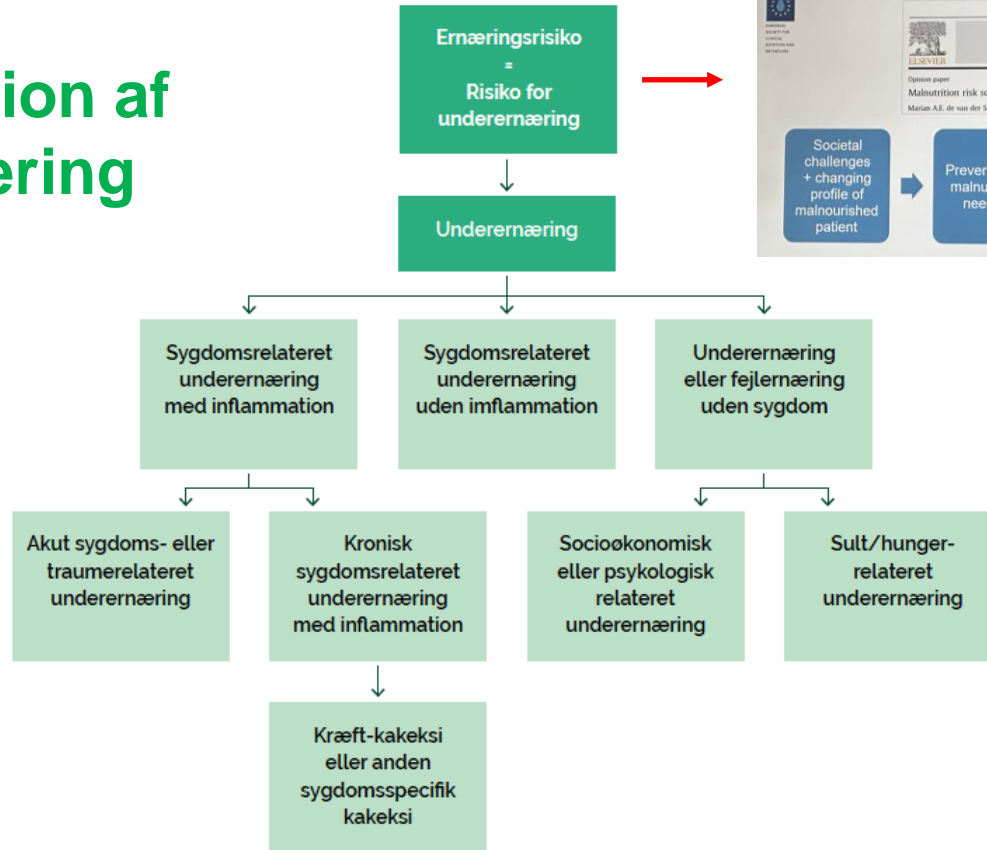 ion af
ering
Ernæringsrisiko
=
Risiko for
underernæring
ELSEVIER
Opinion paper
Malnutrition risk sc
Marian A.E. de van der S
Societal
challenges
+ changing
profile of
malnourished
patient
Preven
malnu
nee
Underernæring
Sygdomsrelateret
underernæring
med inflammation
Sygdomsrelateret
underernæring
uden imflammation
Underernæring
eller fejlernæring
uden sygdom
Akut sygdoms- eller
traumerelateret
underernæring
Kronisk
sygdomsrelateret
underernæring
med inflammation
Socioøkonomisk
eller psykologisk
relateret
underernæring
Sult/hunger-
relateret
underernæring
Kræft-kakeksi
eller anden
sygdomsspecifik
kakeksi